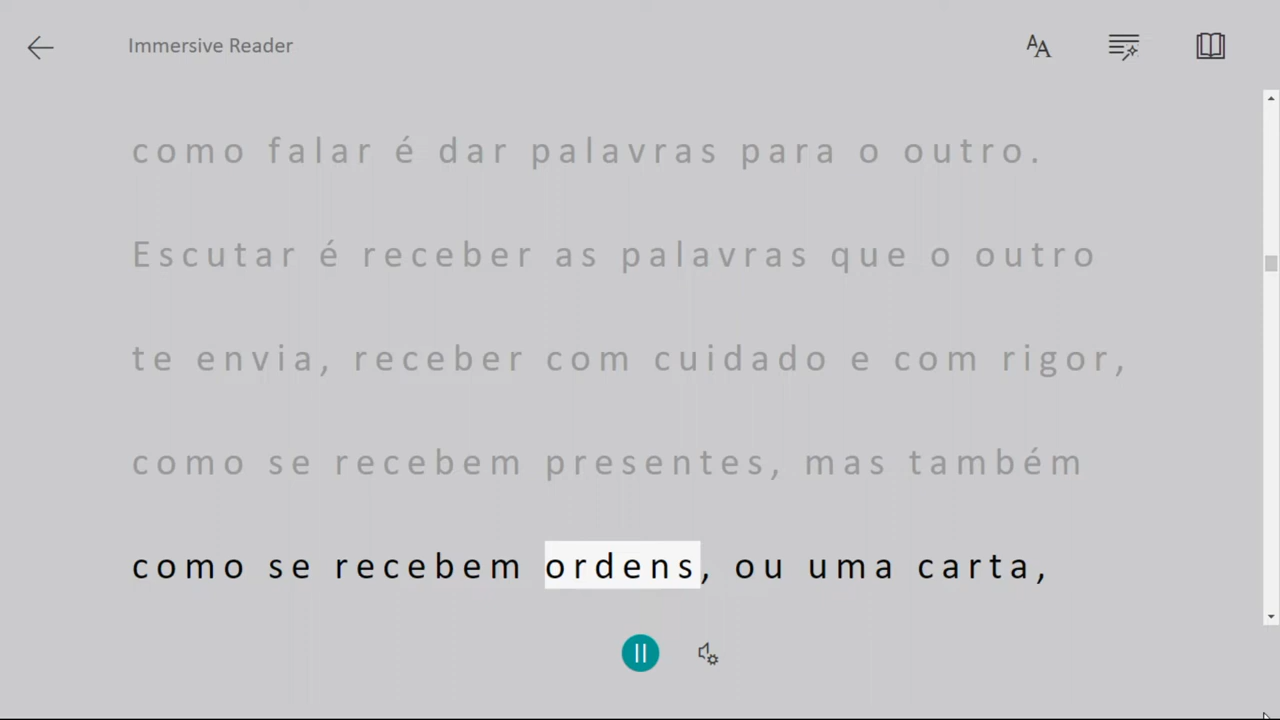 Immersive Reader
como falar é dar palavras para o outro.
Escutar é receber as palavras que o outro
te envia, receber com cuidado e com rigor,
como se recebem presentes, mas também
como se recebem ordens, ou uma carta,